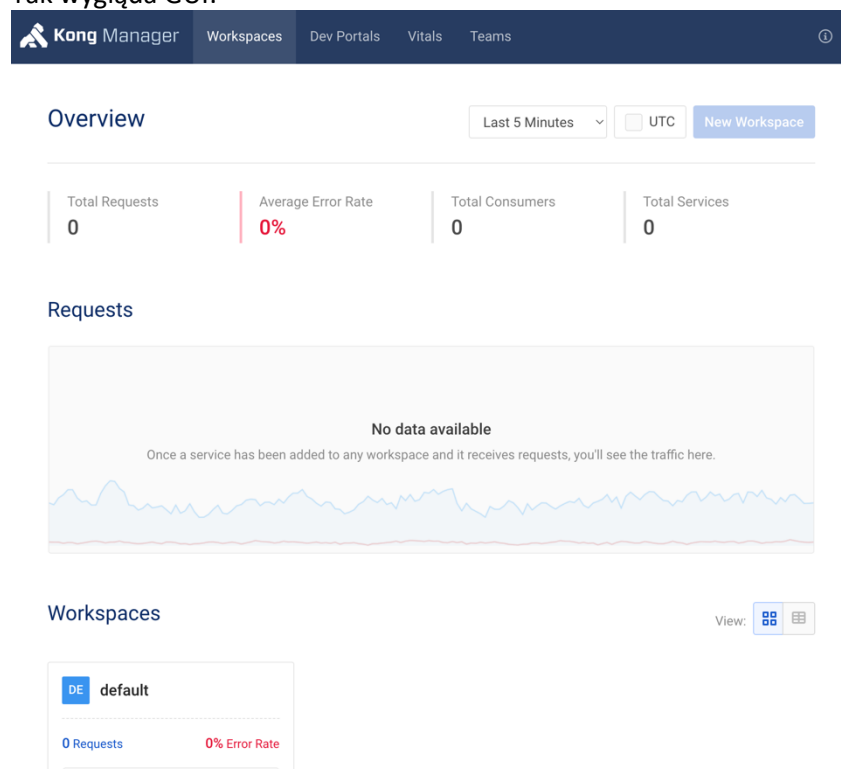 Tak wygląda GUI:
Kong Manager Workspaces Dev Portals Vitals Teams
Overview Last 5 Minutes UTC New Workspace
Total Requests Average Error Rate Total Consumers Total Services
0 0% 0 0
Requests
No data available
Once a service has been added to any workspace and it receives requests, you'll see the traffic here.
Workspaces View:
DE default
0 Requests 0% Error Rate